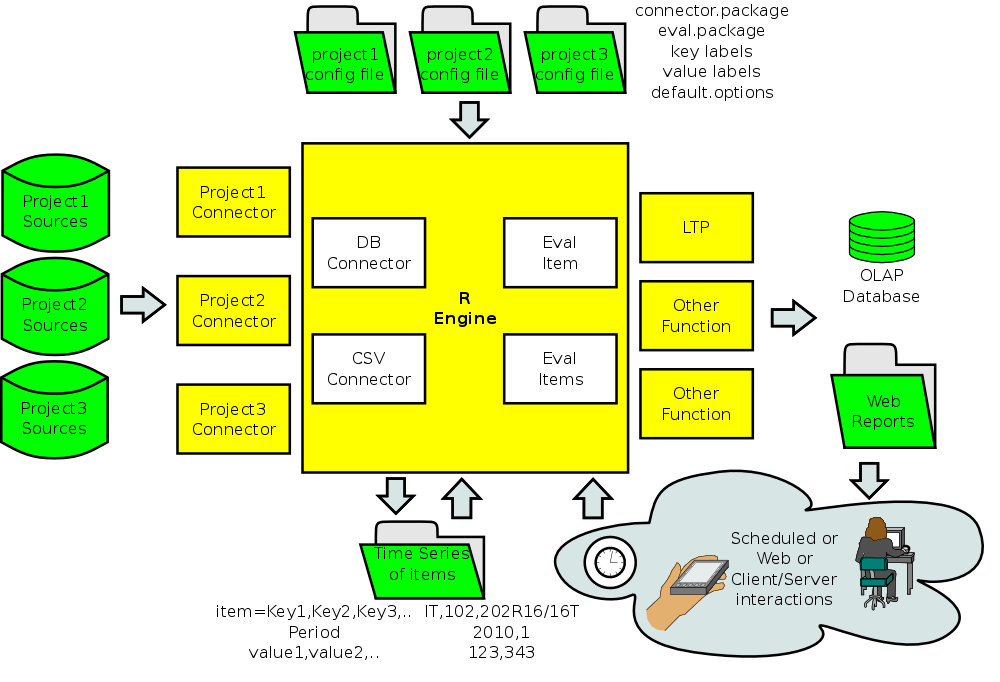 project1
config file
project2
config file
project3
config file
connector.package
eval.package
key labels
value labels
default.options
Project1
Sources
Project2
Sources
Project3
Sources
Project1
Connector
Project2
Connector
Project3
Connector
DB
Connector
CSV
Connector
R
Engine
Eval
Item
Eval
Items
LTP
Other
Function
Other
Function
OLAP
Database
Web
Reports
Time Series
of items
item=Key1,Key2,Key3,..
Period
value1,value2,..
IT,102,202R16/16T
2010,1
123,343
Scheduled or
Web or
Client/Server
interactions